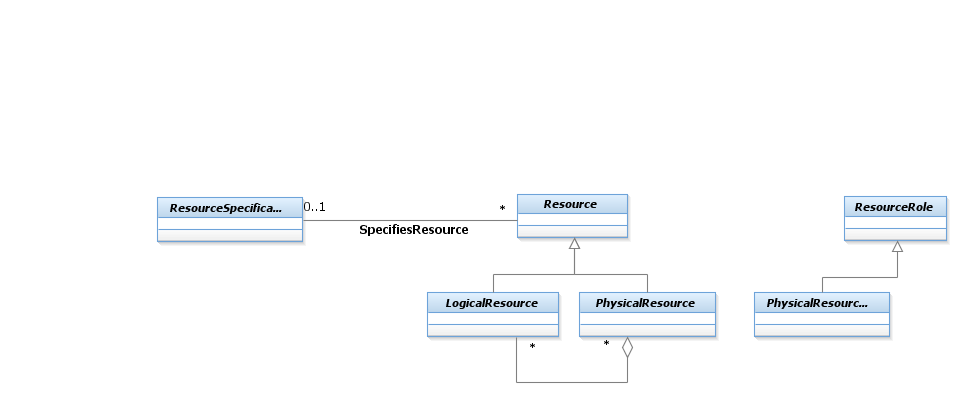 ResourceSpecifica...
0..1
*
Resource
SpecifiesResource
ResourceRole
LogicalResource
PhysicalResource
PhysicalResourc...
*
*